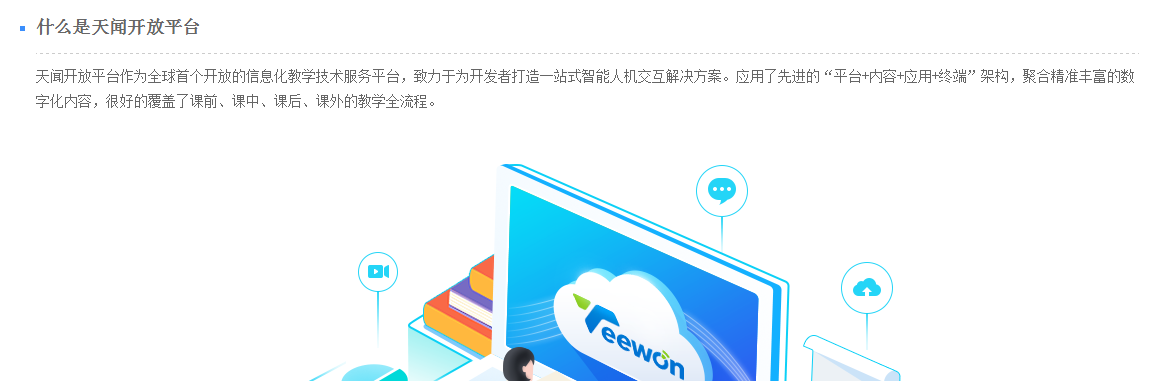 什么是天闻开放平台
天闻开放平台作为全球首个开放的信息化教学技术服务平台，致力于为开发者打造一站式智能人机交互解决方案。应用了先进的“平台+内容+应用+终端”架构，聚合精准丰富的数
字化内容，很好的覆盖了课前、课中、课后、课外的教学全流程。
Teewon